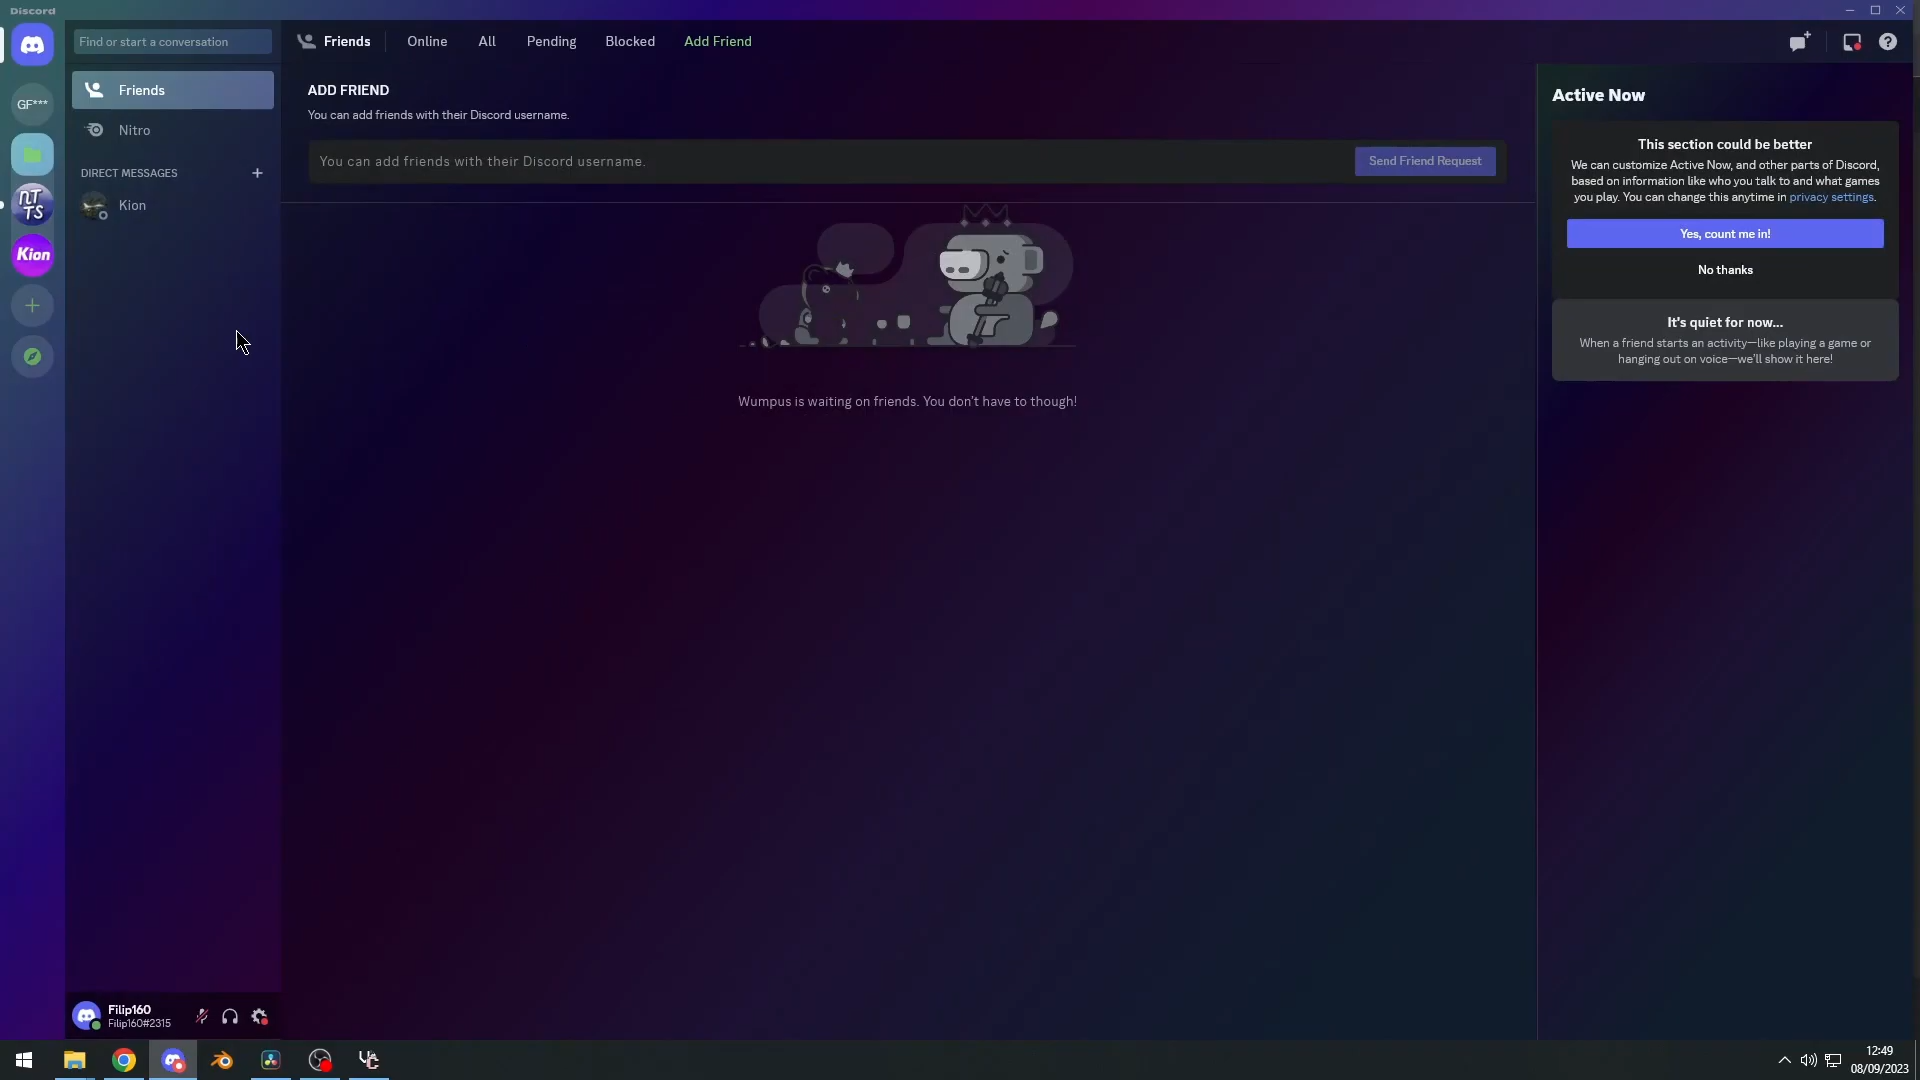 Discord
Find or start a conversation
Friends
Online
All
Pending
Blocked
Add Friend
GF***
Friends
Nitro
DIRECT MESSAGES
Kion
NT
TS
Kion
ADD FRIEND
You can add friends with their Discord username.
You can add friends with their Discord username.
Send Friend Request
Wumpus is waiting on friends. You don't have to though!
Active Now
This section could be better
We can customize Active Now, and other parts of Discord,
based on information like who you talk to and what games
you play. You can change this anytime in privacy settings.
Yes, count me in!
No thanks
It's quiet for now...
When a friend starts an activity—like playing a game or
hanging out on voice—we'll show it here!
Filip160
Filip160#2315
12:49
08/09/2023